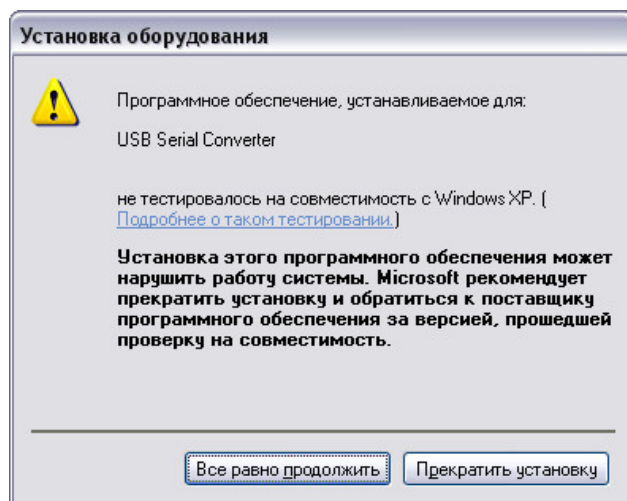 Установка оборудования
Программное обеспечение, устанавливаемое для:
USB Serial Converter
не тестировалось на совместимость с Windows XP. (
Подробнее о таком тестировании.)
Установка этого программного обеспечения может
нарушить работу системы. Microsoft рекомендует
прекратить установку и обратиться к поставщику
программного обеспечения за версией, прошедшей
проверку на совместимость.
Все равно продолжить
Прекратить установку